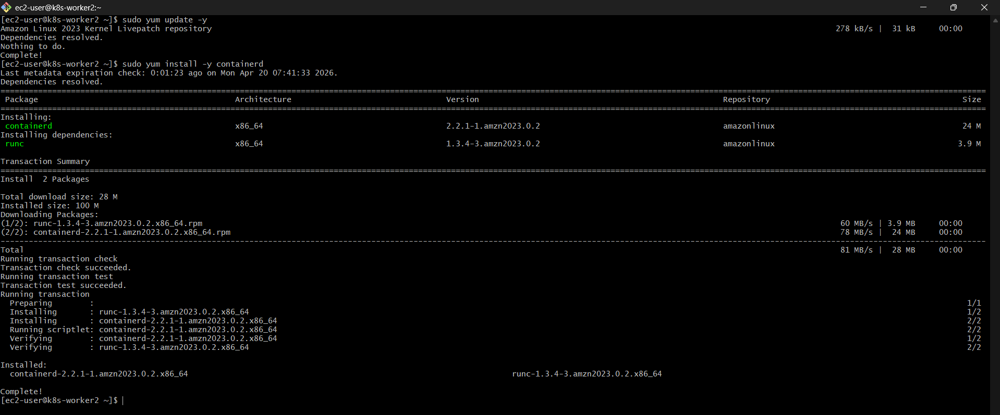 ec2-user@k8s-worker2:~
[ec2-user@k8s-worker2 ~]$ sudo yum update -y
Amazon Linux 2023 Kernel Livepatch repository 278 kB/s | 31 kB 00:00
Dependencies resolved.
Nothing to do.
Complete!
[ec2-user@k8s-worker2 ~]$ sudo yum install -y containerd
Last metadata expiration check: 0:01:23 ago on Mon Apr 20 07:41:33 2026.
Dependencies resolved.
Package Architecture Version Repository Size
Installing:
containerd x86_64 2.2.1-1.amzn2023.0.2 amazonlinux 24 M
Installing dependencies:
runc x86_64 1.3.4-3.amzn2023.0.2 amazonlinux 3.9 M
Transaction Summary
Install 2 Packages
Total download size: 28 M
Installed size: 100 M
Downloading Packages:
(1/2): runc-1.3.4-3.amzn2023.0.2.x86_64.rpm 60 MB/s | 3.9 MB 00:00
(2/2): containerd-2.2.1-1.amzn2023.0.2.x86_64.rpm 78 MB/s | 24 MB 00:00
Total 81 MB/s | 28 MB 00:00
Running transaction check
Transaction check succeeded.
Running transaction test
Transaction test succeeded.
Running transaction
Preparing : 1/1
Installing : runc-1.3.4-3.amzn2023.0.2.x86_64 1/2
Installing : containerd-2.2.1-1.amzn2023.0.2.x86_64 2/2
Running scriptlet: containerd-2.2.1-1.amzn2023.0.2.x86_64 2/2
Verifying : containerd-2.2.1-1.amzn2023.0.2.x86_64 1/2
Verifying : runc-1.3.4-3.amzn2023.0.2.x86_64 2/2
Installed:
containerd-2.2.1-1.amzn2023.0.2.x86_64 runc-1.3.4-3.amzn2023.0.2.x86_64
Complete!
[ec2-user@k8s-worker2 ~]$